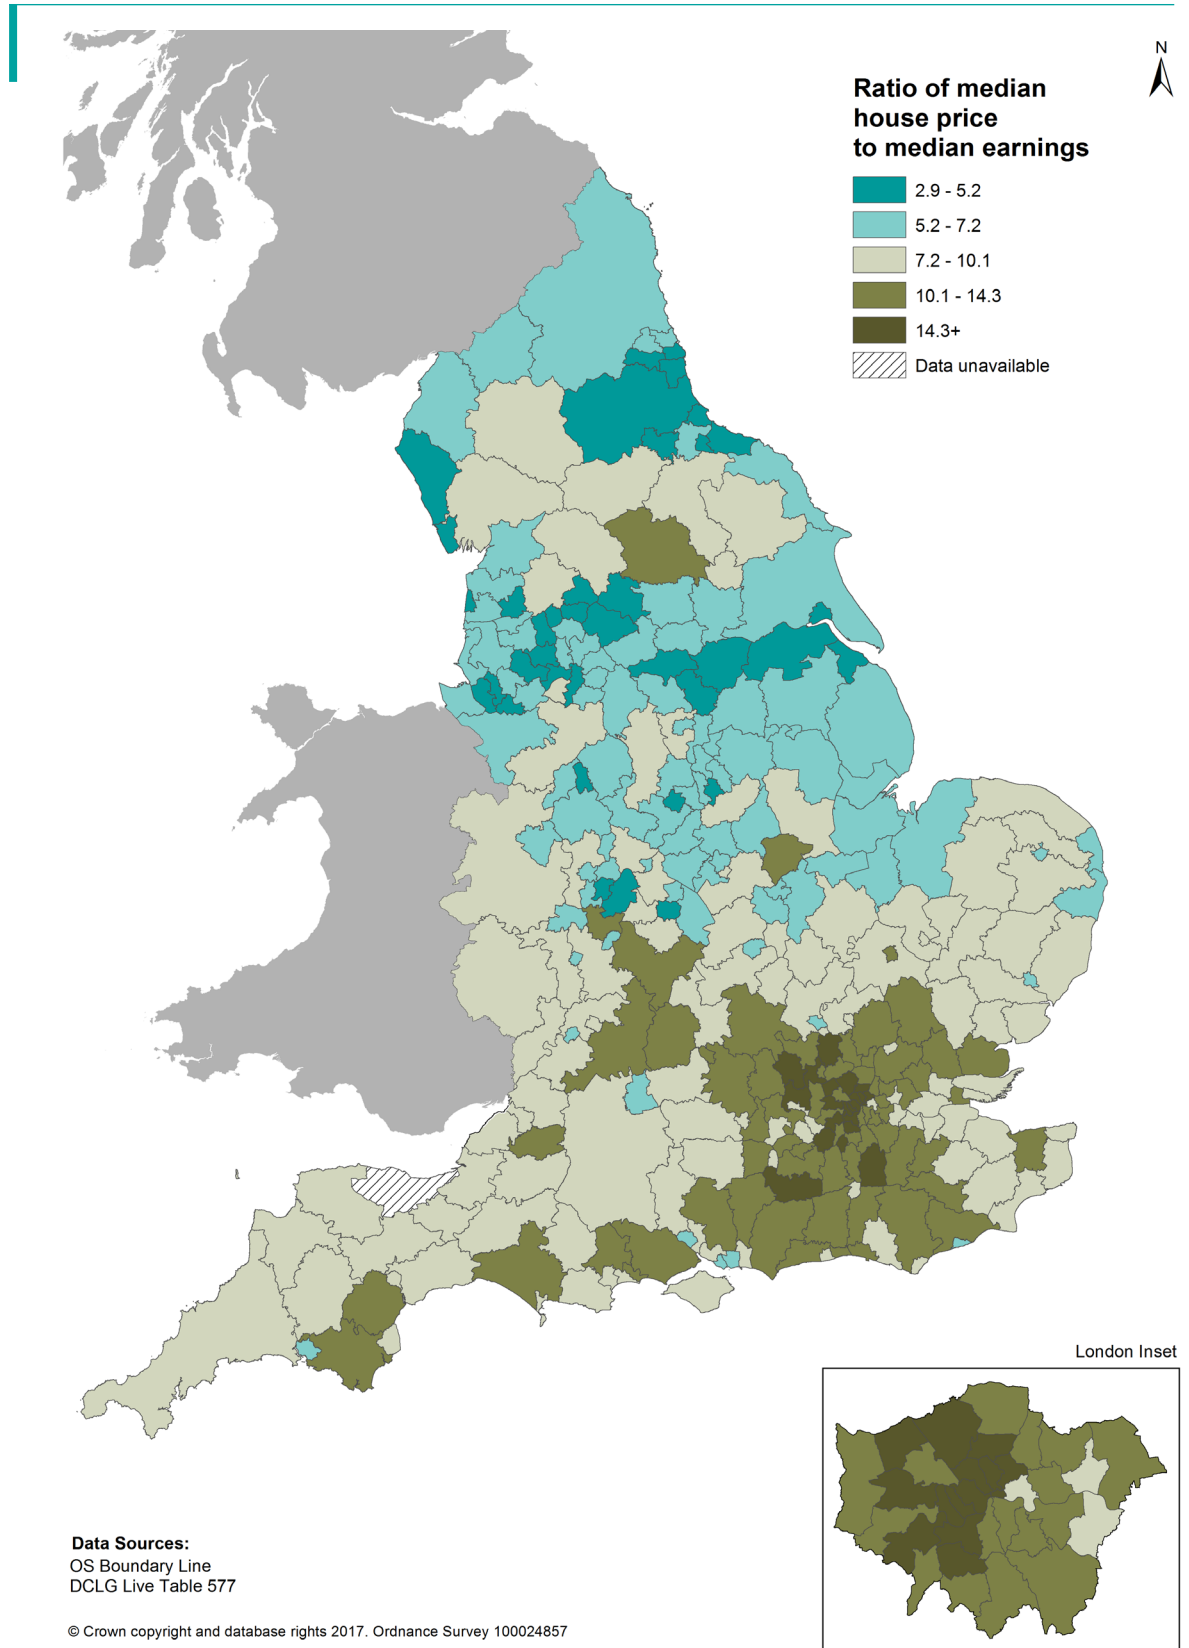 N
Ratio of median
house price
to median earnings
2.9 - 5.2
5.2 - 7.2
7.2 - 10.1
10.1 - 14.3
14.3+
Data unavailable
London Inset
Data Sources:
OS Boundary Line
DCLG Live Table 577
© Crown copyright and database rights 2017. Ordnance Survey 100024857